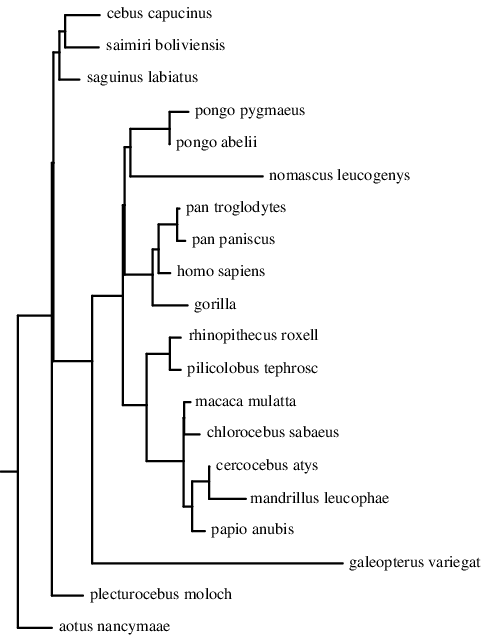 cebus capucinus
saimiri boliviensis
saguinus labiatus
pongo pygmaeus
pongo abelii
nomascus leucogenys
pan troglodytes
pan paniscus
homo sapiens
gorilla
rhinopithecus roxell
pilicolobus tephrosc
macaca mulatta
chlorocebus sabaeus
cercocebus atys
mandrillus leucophae
papio anubis
galeopterus variegat
plecturocebus moloch
aotus nancymaae